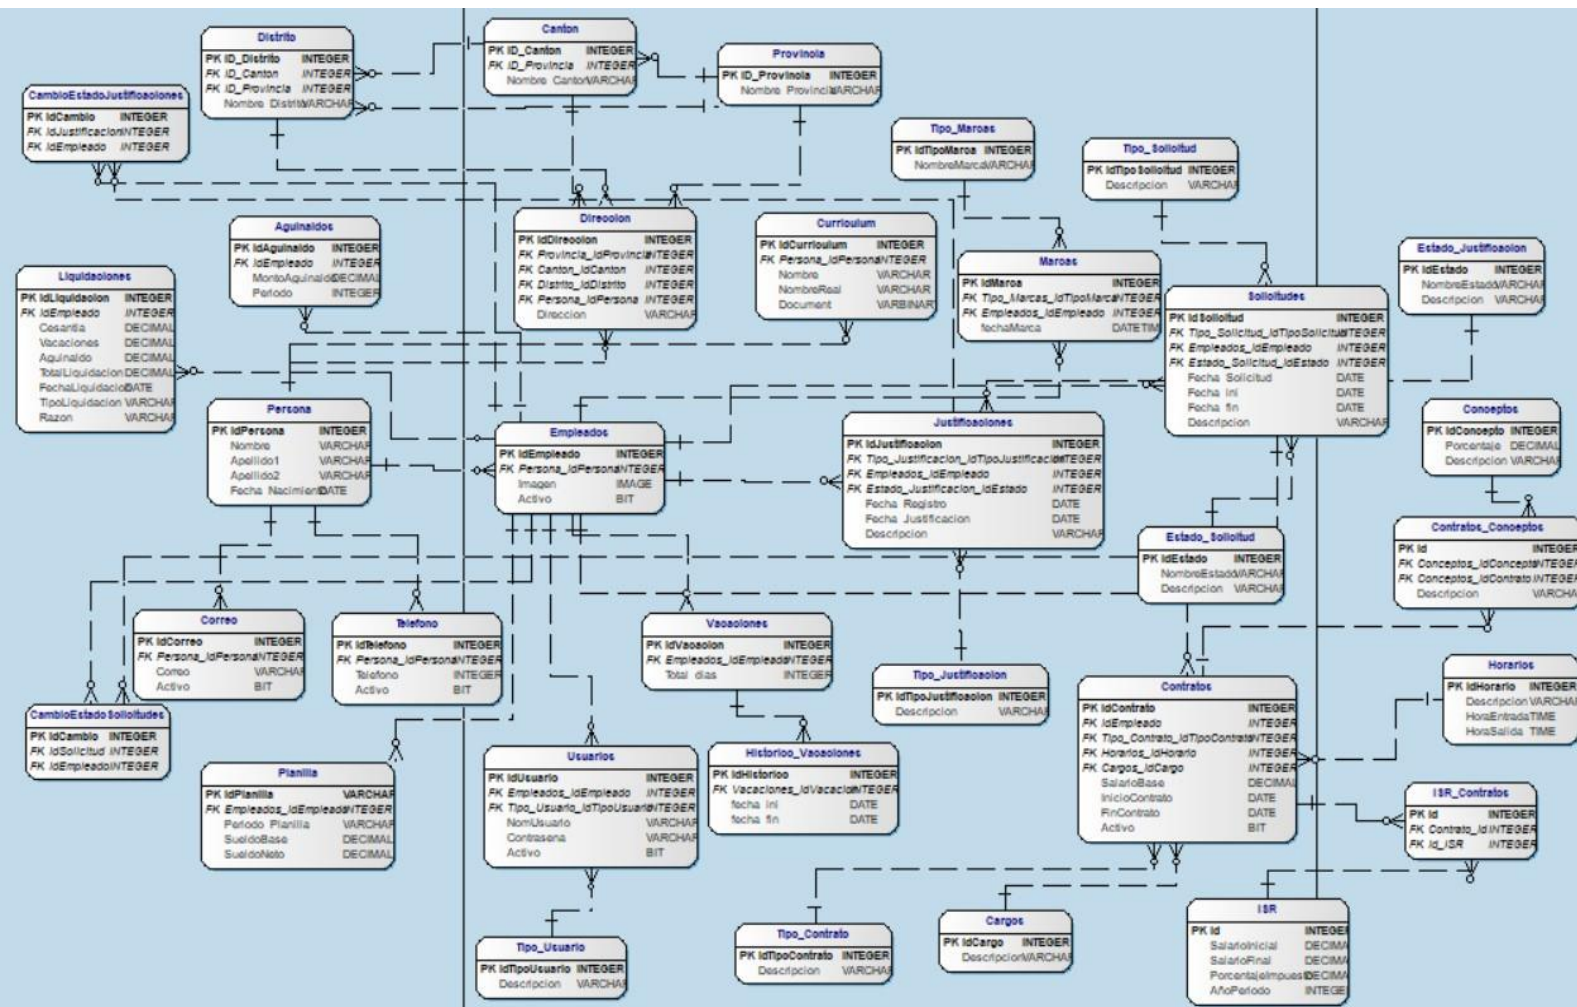 Distrito
PK ID_Distrito INTEGER
FK ID_Canton INTEGER
FK ID_Provincia INTEGER
Nombre Distrito VARCHAR
Canton
PK ID_Canton INTEGER
FK ID_Provincia INTEGER
Nombre Canton VARCHAR
Provincia
PK ID_Provincia INTEGER
Nombre Provincia VARCHAR
CambioEstadoJustificaciones
PK IdCambio INTEGER
FK IdJustificacion INTEGER
FK IdEmpleado INTEGER
Tipo_Marcas
PK IdTipoMarca INTEGER
NombreMarca VARCHAR
Tipo_Solicitud
PK IdTipoSolicitud INTEGER
Descripcion VARCHAR
Aguinaldos
PK IdAguinaldo INTEGER
FK IdEmpleado INTEGER
MontoAguinaldo DECIMAL
Periodo INTEGER
Direccion
PK IdDireccion INTEGER
FK Provincia_IdProvincia INTEGER
FK Canton_IdCanton INTEGER
FK Distrito_IdDistrito INTEGER
FK Persona_IdPersona INTEGER
Direccion VARCHAR
Curriculum
PK IdCurriculum INTEGER
FK Persona_IdPersona INTEGER
Nombre VARCHAR
NombreReal VARCHAR
Document VARBINAR
Marcas
PK IdMarca INTEGER
FK Tipo_Marcas_IdTipoMarca INTEGER
FK Empleados_IdEmpleado INTEGER
fechaMarca DATETIM
Estado_Justificacion
PK IdEstado INTEGER
NombreEstado VARCHAR
Descripcion VARCHAR
Liquidaciones
PK IdLiquidacion INTEGER
FK IdEmpleado INTEGER
Cesantia DECIMAL
Vacaciones DECIMAL
Aguinaldo DECIMAL
TotalLiquidacion DECIMAL
FechaLiquidacion DATE
TipoLiquidacion VARCHAR
Razon VARCHAR
Solicitudes
PK IdSolicitud INTEGER
FK Tipo_Solicitud_IdTipoSolicitud INTEGER
FK Empleados_IdEmpleado INTEGER
FK Estado_Solicitud_IdEstado INTEGER
Fecha Solicitud DATE
Fecha ini DATE
Fecha fin DATE
Descripcion VARCHAR
Persona
PK IdPersona INTEGER
Nombre VARCHAR
Apellido1 VARCHAR
Apellido2 VARCHAR
Fecha Nacimiento DATE
Empleados
PK IdEmpleado INTEGER
FK Persona_IdPersona INTEGER
Imagen IMAGE
Activo BIT
Justificaciones
PK IdJustificacion INTEGER
FK Tipo_Justificacion_IdTipoJustificacion INTEGER
FK Empleados_IdEmpleado INTEGER
FK Estado_Justificacion_IdEstado INTEGER
Fecha Registro DATE
Fecha Justificacion DATE
Descripcion VARCHAR
Conceptos
PK IdConcepto INTEGER
Porcentaje DECIMAL
Descripcion VARCHAR
Estado_Solicitud
PK IdEstado INTEGER
NombreEstado VARCHAR
Descripcion VARCHAR
Contratos_Conceptos
PK Id INTEGER
FK Conceptos_IdConcepto INTEGER
FK Conceptos_IdContrato INTEGER
Descripcion VARCHAR
Correo
PK IdCorreo INTEGER
FK Persona_IdPersona INTEGER
Correo VARCHAR
Activo BIT
Telefono
PK IdTelefono INTEGER
FK Persona_IdPersona INTEGER
Telefono INTEGER
Activo BIT
Vacaciones
PK IdVacacion INTEGER
FK Empleados_IdEmpleado INTEGER
Total dias INTEGER
Tipo_Justificacion
PK IdTipoJustificacion INTEGER
Descripcion VARCHAR
Contratos
PK IdContrato INTEGER
FK IdEmpleado INTEGER
FK Tipo_Contrato_IdTipoContrato INTEGER
FK Horarios_IdHorario INTEGER
FK Cargos_IdCargo INTEGER
SalarioBase DECIMAL
InicioContrato DATE
FinContrato DATE
Activo BIT
Horarios
PK IdHorario INTEGER
Descripcion VARCHAR
HoraEntrada TIME
HoraSalida TIME
CambioEstadoSolicitudes
PK IdCambio INTEGER
FK IdSolicitud INTEGER
FK IdEmpleado INTEGER
Planilla
PK IdPlanilla VARCHAR
FK Empleados_IdEmpleado INTEGER
Periodo Planilla VARCHAR
SueldoBase DECIMAL
SueldoNeto DECIMAL
Usuarios
PK IdUsuario INTEGER
FK Empleados_IdEmpleado INTEGER
FK Tipo_Usuario_IdTipoUsuario INTEGER
NomUsuario VARCHAR
Contrasena VARCHAR
Activo BIT
Historico_Vacaciones
PK IdHistorico INTEGER
FK Vacaciones_IdVacacion INTEGER
fecha ini DATE
fecha fin DATE
ISR_Contratos
PK Id INTEGER
FK Contrato_Id INTEGER
FK Id_ISR INTEGER
Tipo_Usuario
PK IdTipoUsuario INTEGER
Descripcion VARCHAR
Tipo_Contrato
PK IdTipoContrato INTEGER
Descripcion VARCHAR
Cargos
PK IdCargo INTEGER
Descripcion VARCHAR
ISR
PK Id INTEGER
SalarioInicial DECIMA
SalarioFinal DECIMA
PorcentajeImpuesto DECIMA
AñoPeriodo INTEGE